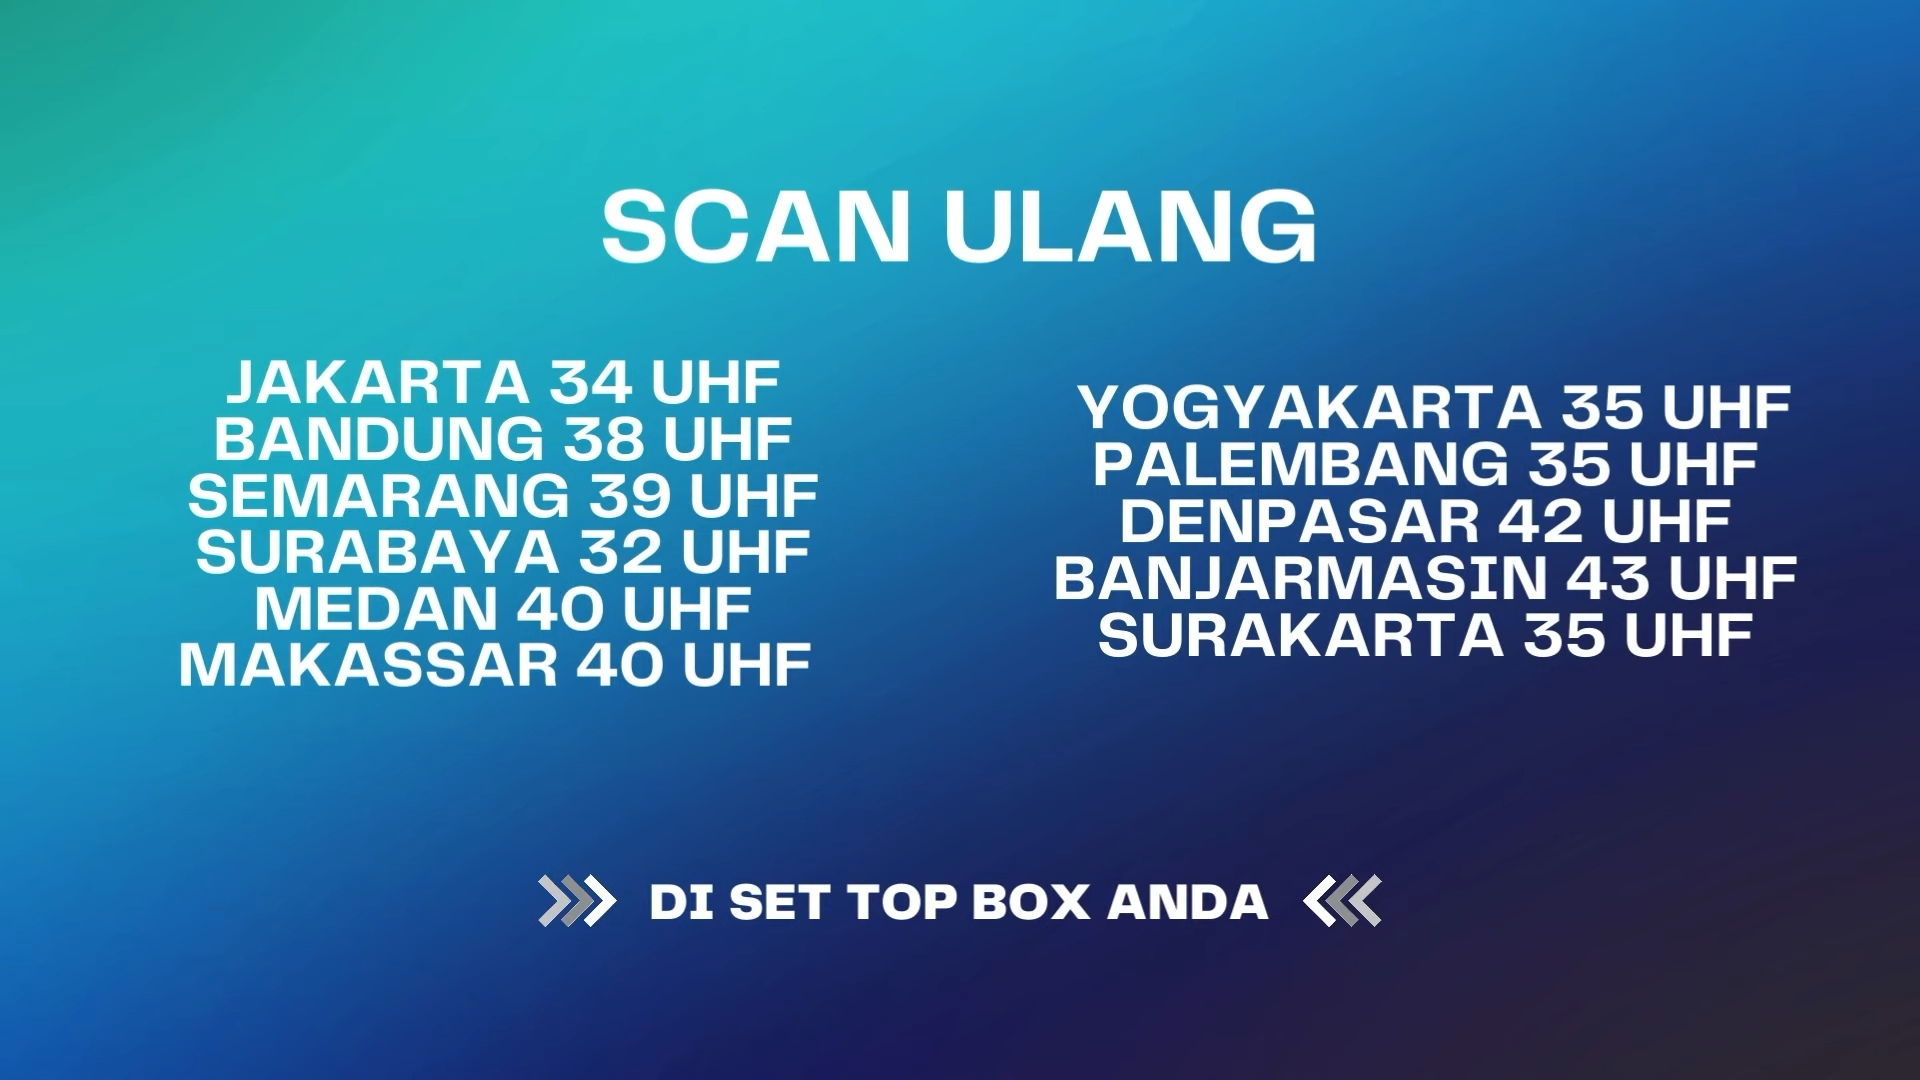 SCAN ULANG
JAKARTA 34 UHF
BANDUNG 38 UHF
SEMARANG 39 UHF
SURABAYA 32 UHF
MEDAN 40 UHF
MAKASSAR 40 UHF
YOGYAKARTA 35 UHF
PALEMBANG 35 UHF
DENPASAR 42 UHF
BANJARMASIN 43 UHF
SURAKARTA 35 UHF
DI SET TOP BOX ANDA